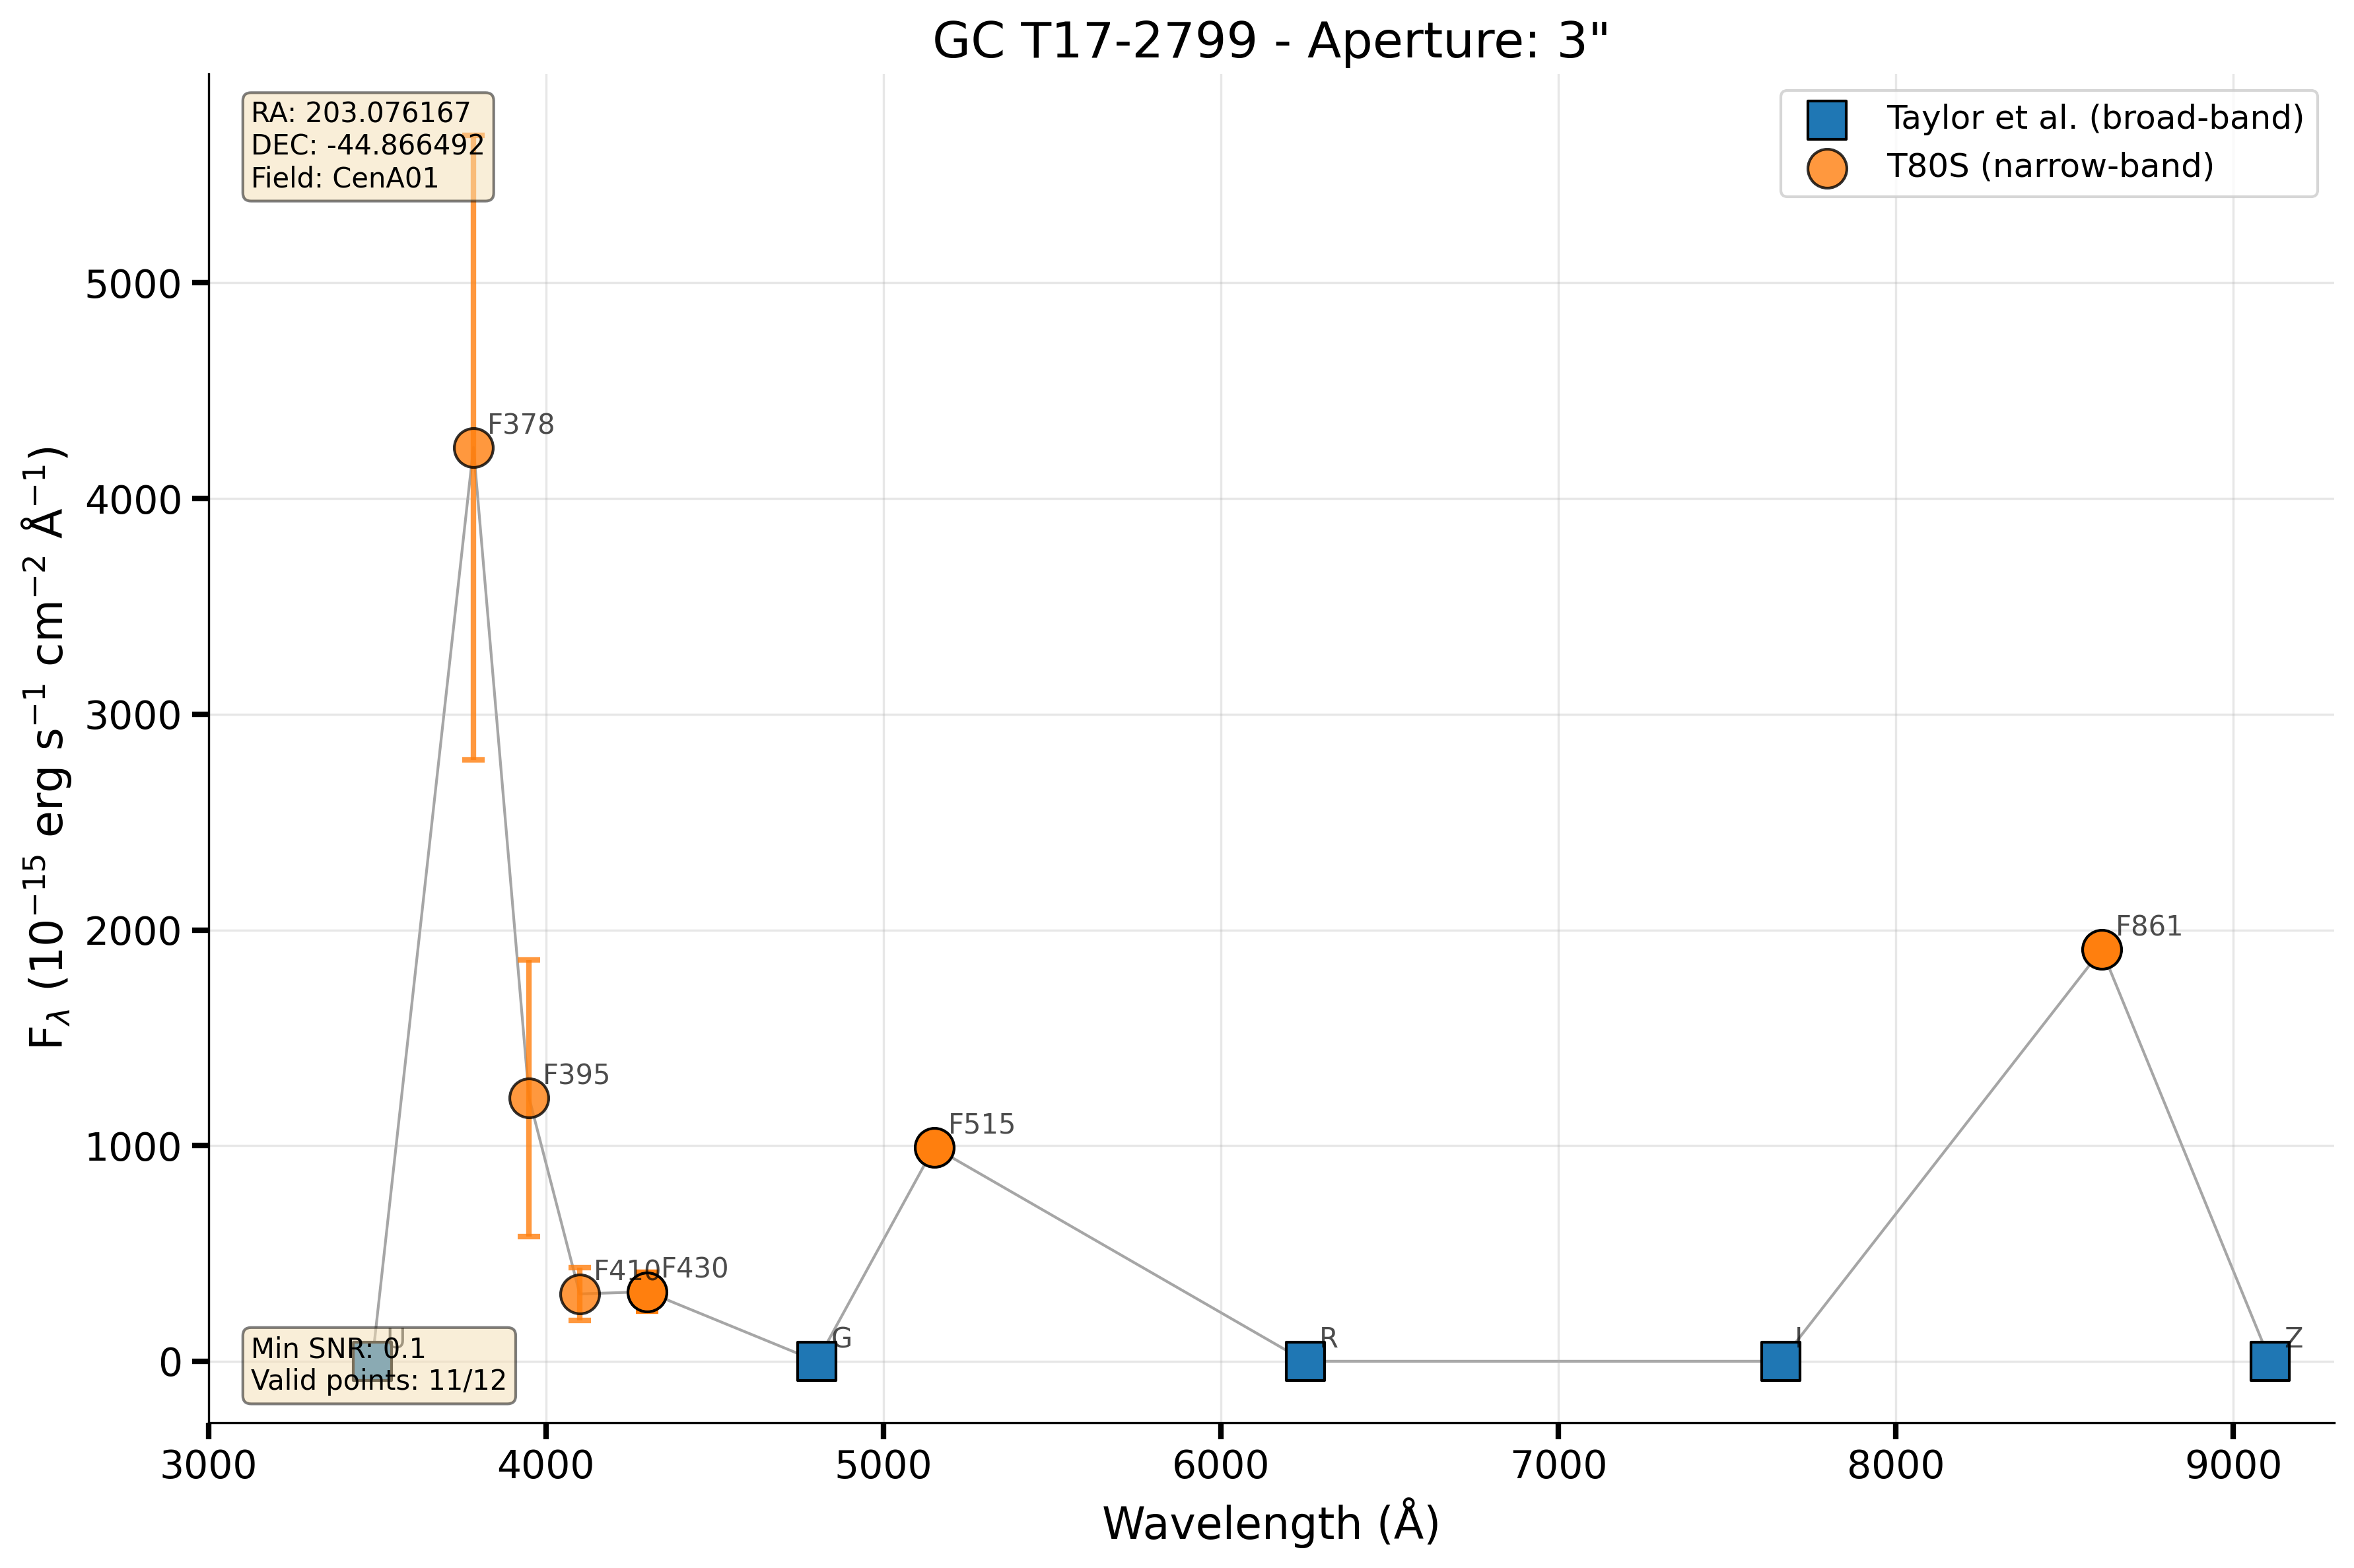 GC T17-2799 - Aperture: 3"
RA: 203.076167
DEC: -44.866492
Field: CenA01
Taylor et al. (broad-band)
T80S (narrow-band)
F378
F395
F410
F430
F515
F861
U
G
R
I
Z
Min SNR: 0.1
Valid points: 11/12
5000
4000
3000
2000
1000
0
3000 4000 5000 6000 7000 8000 9000
Wavelength (Å)
Fλ (10⁻¹⁵ erg s⁻¹ cm⁻² Å⁻¹)